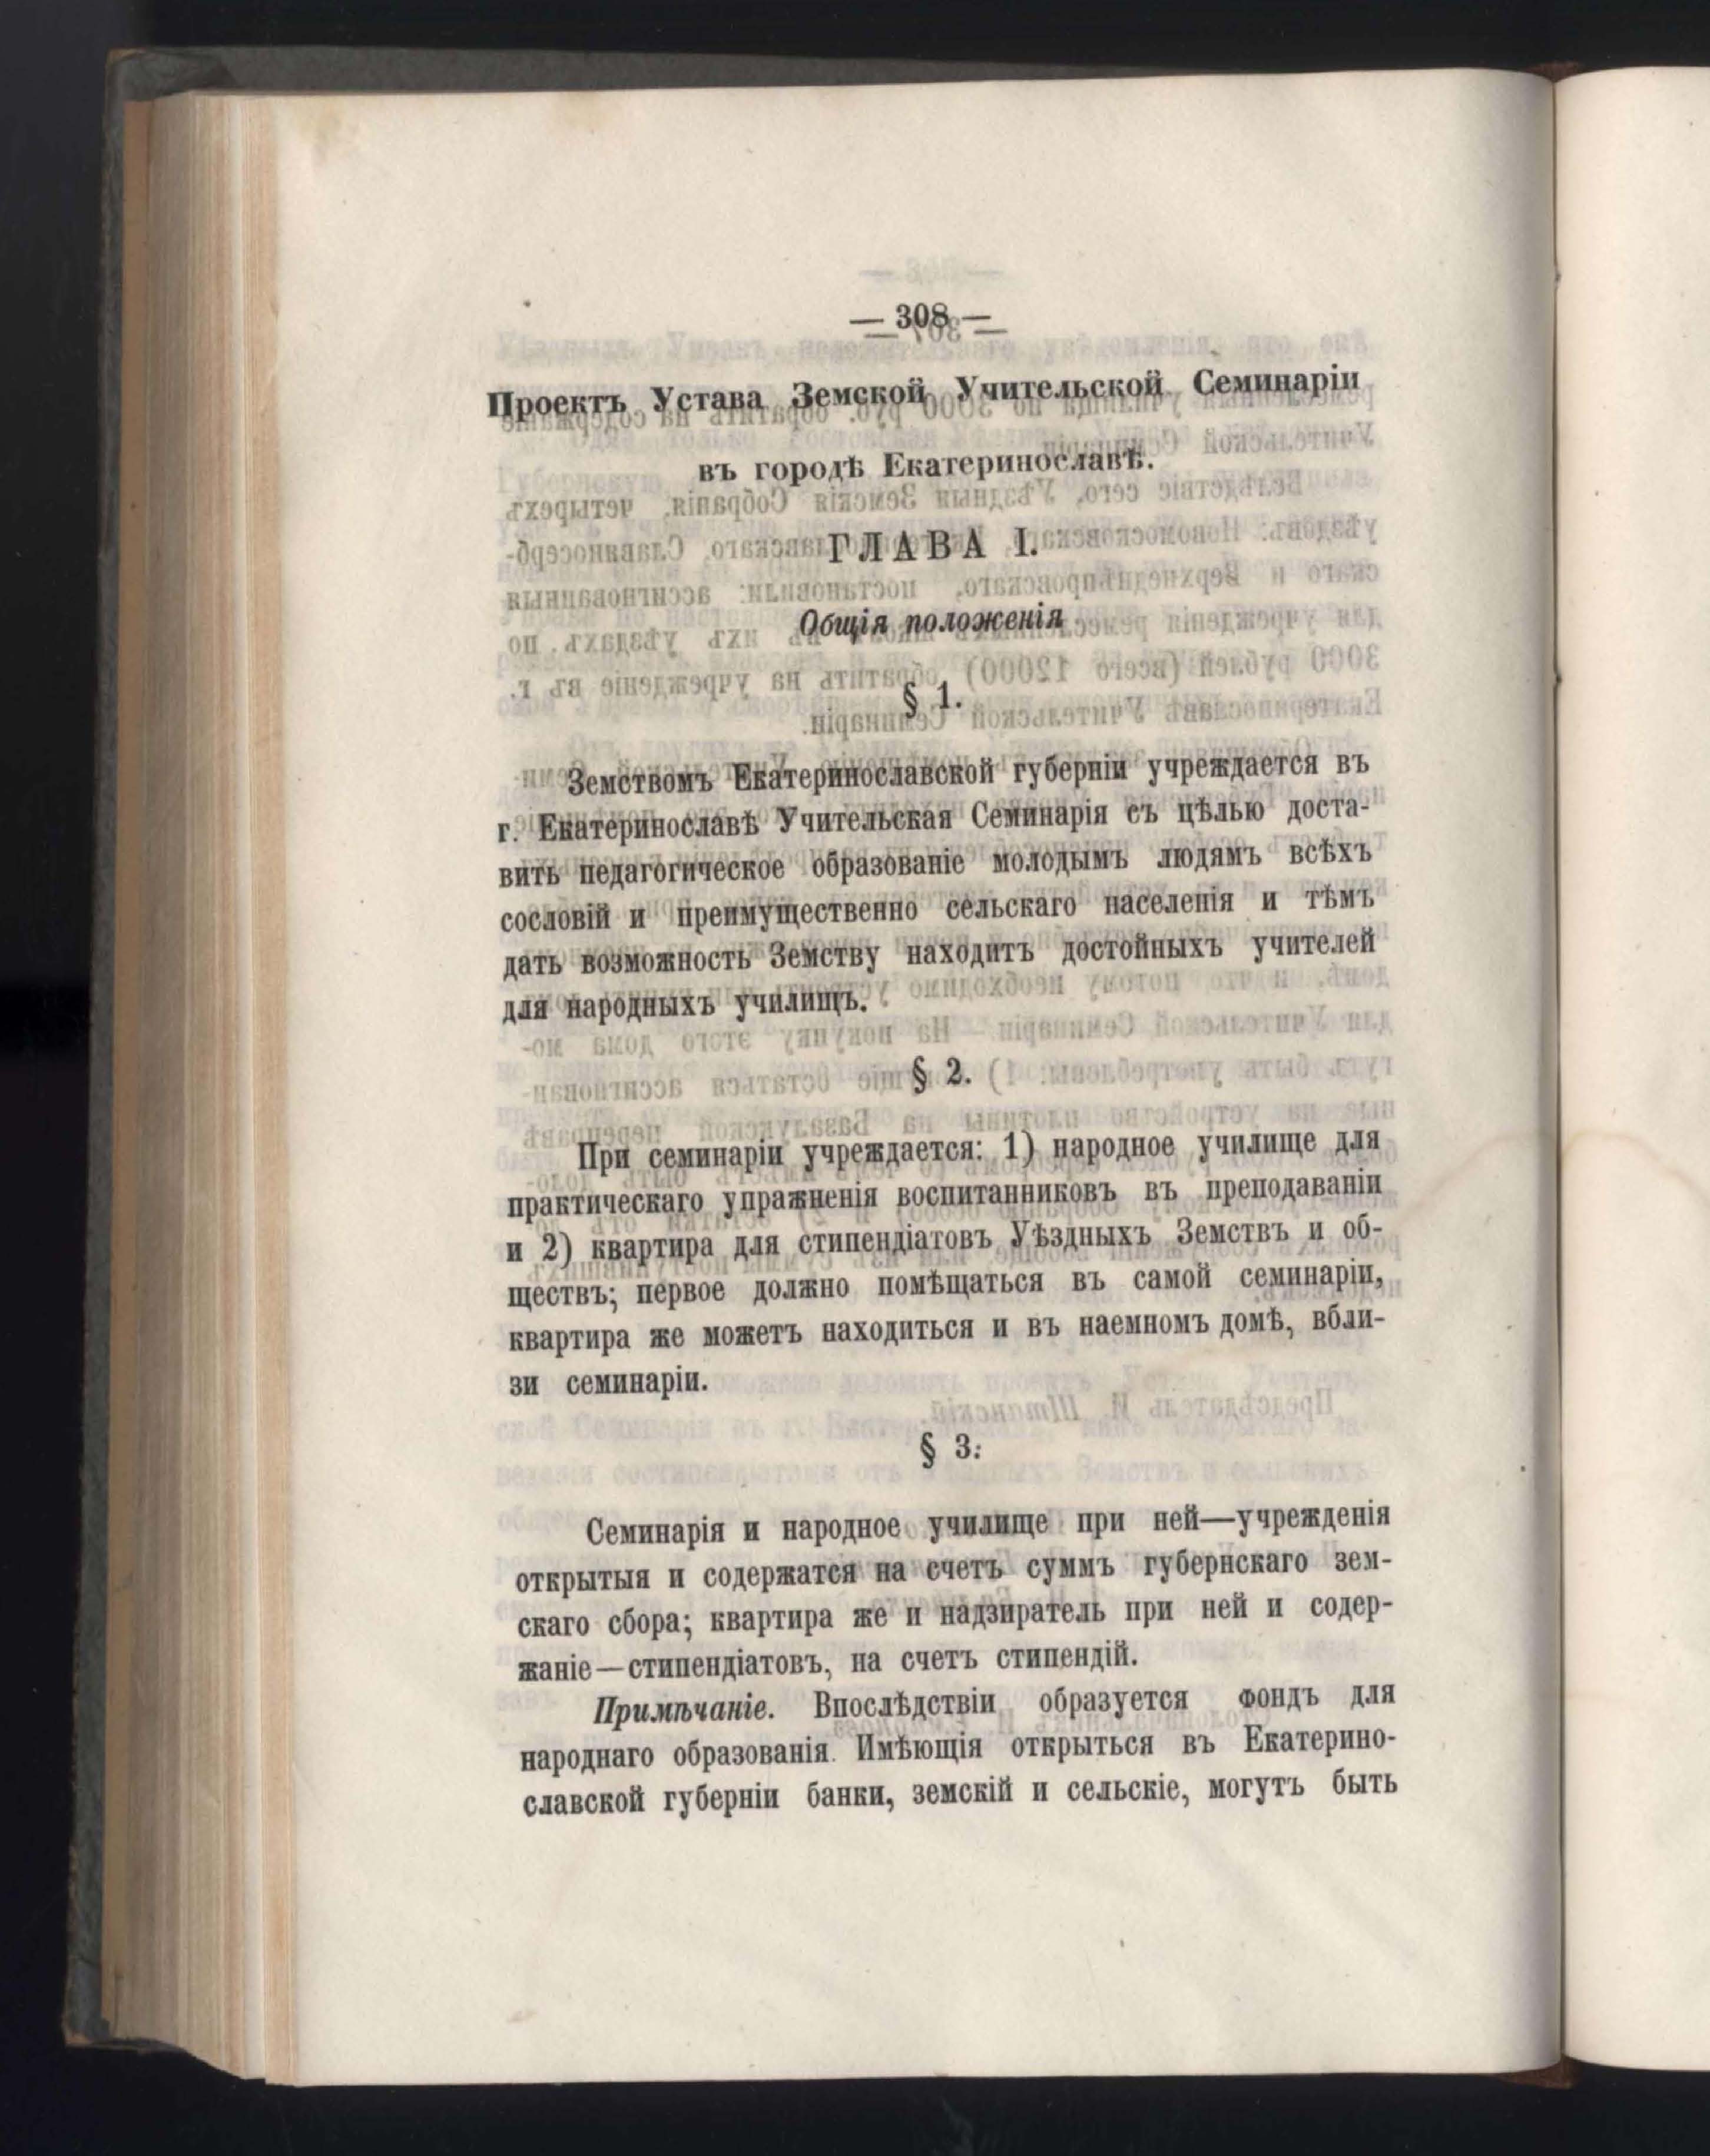 — 308 —
Проектъ Устава Земской Учительской Семинаріи
въ городѣ Екатеринославѣ.
ГЛАВА I.
Общія положенія
§ 1.
Земствомъ Екатеринославской губерніи учреждается въ
г. Екатеринославѣ Учительская Семинарія съ цѣлью доста-
вить педагогическое образованіе молодымъ людямъ всѣхъ
сословій и преимущественно сельскаго населенія и тѣмъ
дать возможность Земству находитъ достойныхъ учителей
для народныхъ училищъ.
§ 2.
При семинаріи учреждается: 1) народное училище для
практическаго упражненія воспитанниковъ въ преподаваніи
и 2) квартира для стипендіатовъ Уѣздныхъ Земствъ и об-
ществъ; первое должно помѣщаться въ самой семинаріи,
квартира же можетъ находиться и въ наемномъ домѣ, вбли-
зи семинаріи.
§ 3.
Семинарія и народное училище при ней—учрежденія
открытыя и содержатся на счетъ суммъ губернскаго зем-
скаго сбора; квартира же и надзиратель при ней и содер-
жаніе—стипендіатовъ, на счетъ стипендій.
Примѣчаніе. Впослѣдствіи образуется фондъ для
народнаго образованія. Имѣющія открыться въ Екатерино-
славской губерніи банки, земскій и сельскіе, могутъ быть